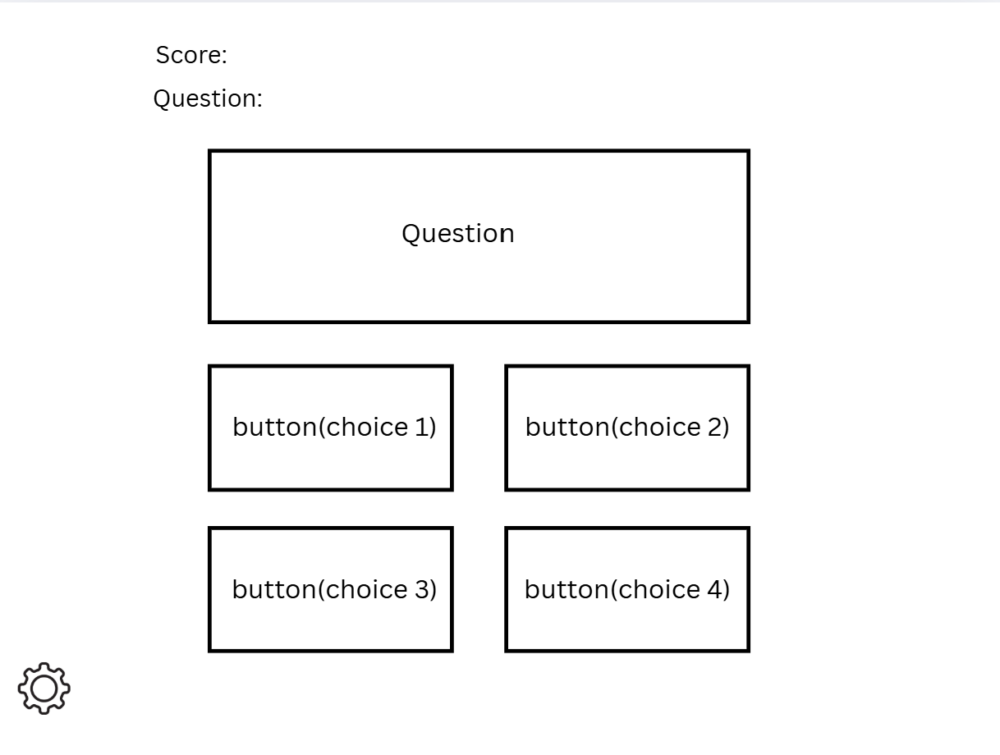 Score:
Question:
Question
button(choice 1)
button(choice 2)
button(choice 3)
button(choice 4)